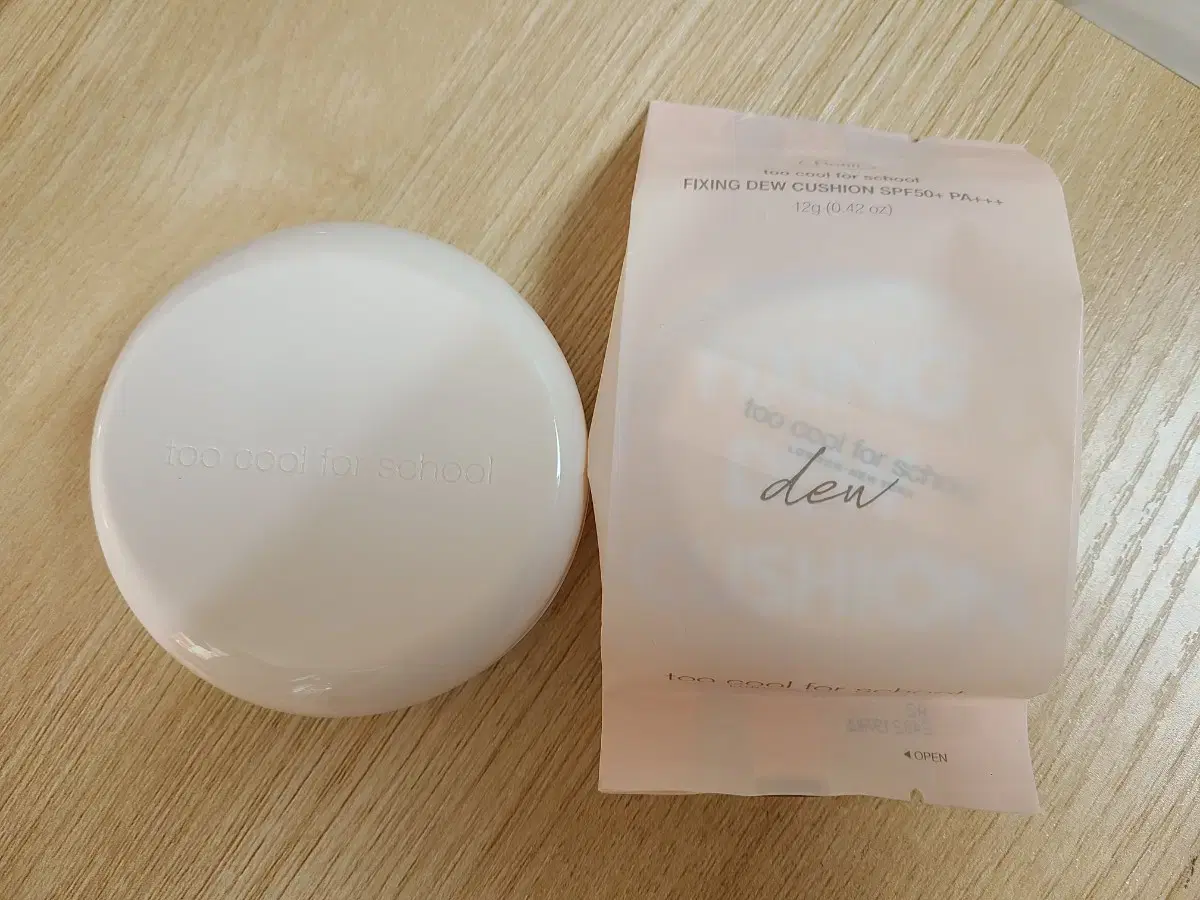 too cool for school
too cool for school
FIXING DEW CUSHION SPF50+ PA+++
12g (0.42 oz)
too cool for school
dew
CUSHION
too cool for school
◀OPEN